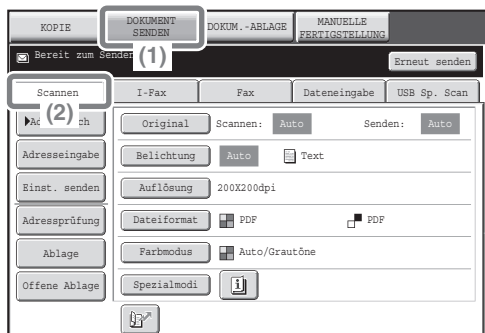 KOPIE
DOKUMENT SENDEN
DOKUM.-ABLAGE
MANUELLE FERTIGSTELLUNG
(1)
Bereit zum Senden
Erneut senden
Scannen
I-Fax
Fax
Dateneingabe
USB Sp. Scan
(2)
Original Scannen: Auto Senden: Auto
Adresseingabe
Belichtung Auto Text
Einst. senden
Auflösung 200X200dpi
Adressprüfung
Dateiformat PDF PDF
Ablage
Farbmodus Auto/Grautöne
Offene Ablage
Spezialmodi